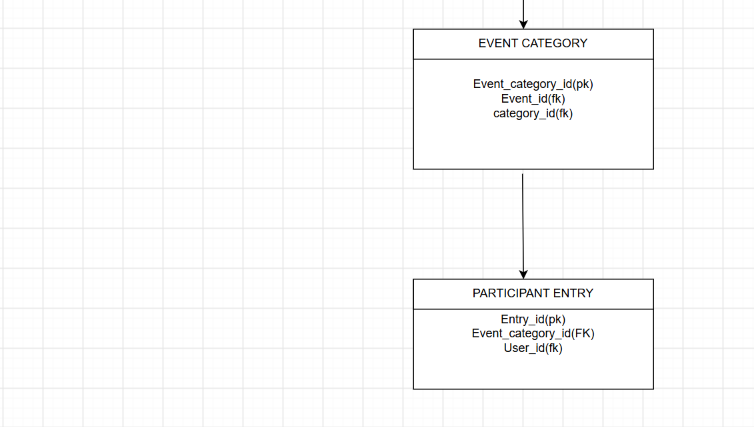 EVENT CATEGORY
Event_category_id(pk)
Event_id(fk)
category_id(fk)
PARTICIPANT ENTRY
Entry_id(pk)
Event_category_id(FK)
User_id(fk)